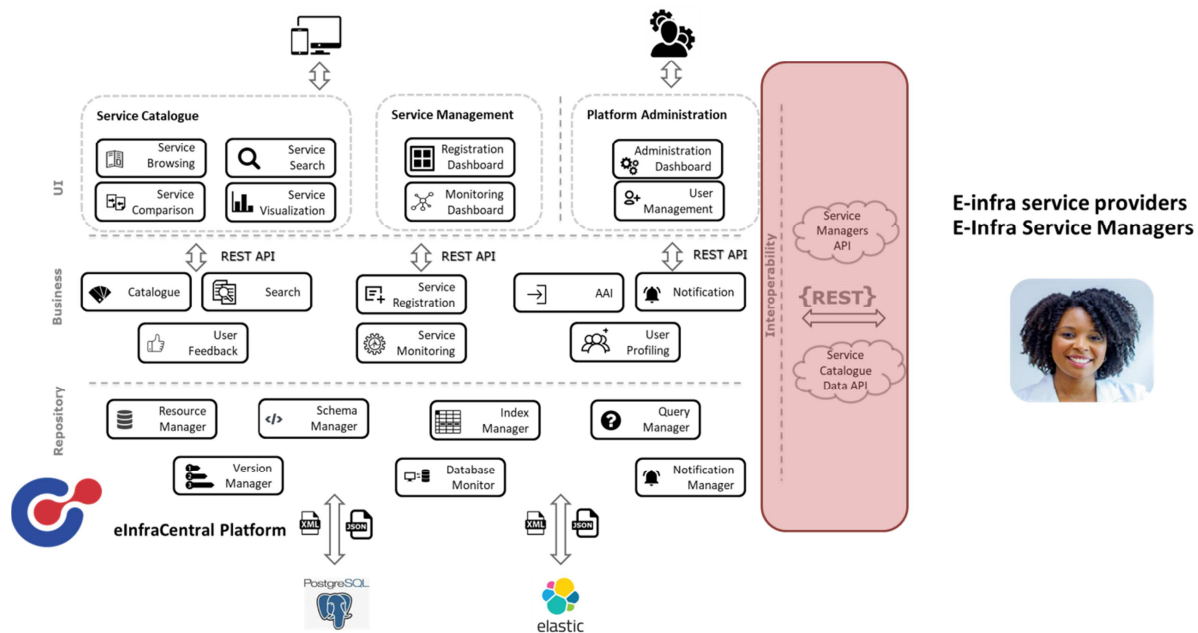 Service Catalogue
Service
Browsing
Service
Search
Service
Comparison
Service
Visualization
Service Management
Registration
Dashboard
Monitoring
Dashboard
Platform Administration
Administration
Dashboard
User
Management
UI
REST API
REST API
REST API
Business
Catalogue
Search
User
Feedback
Service
Registration
Service
Monitoring
AAI
Notification
User
Profiling
Repository
Resource
Manager
Schema
Manager
</>
Index
Manager
Query
Manager
?
Version
Manager
1
2
3
Database
Monitor
Notification
Manager
eInfraCentral Platform
XML
JSON
XML
JSON
PostgreSQL
elastic
Interoperability
Service
Managers
API
{REST}
Service
Catalogue
Data API
E-infra service providers
E-Infra Service Managers